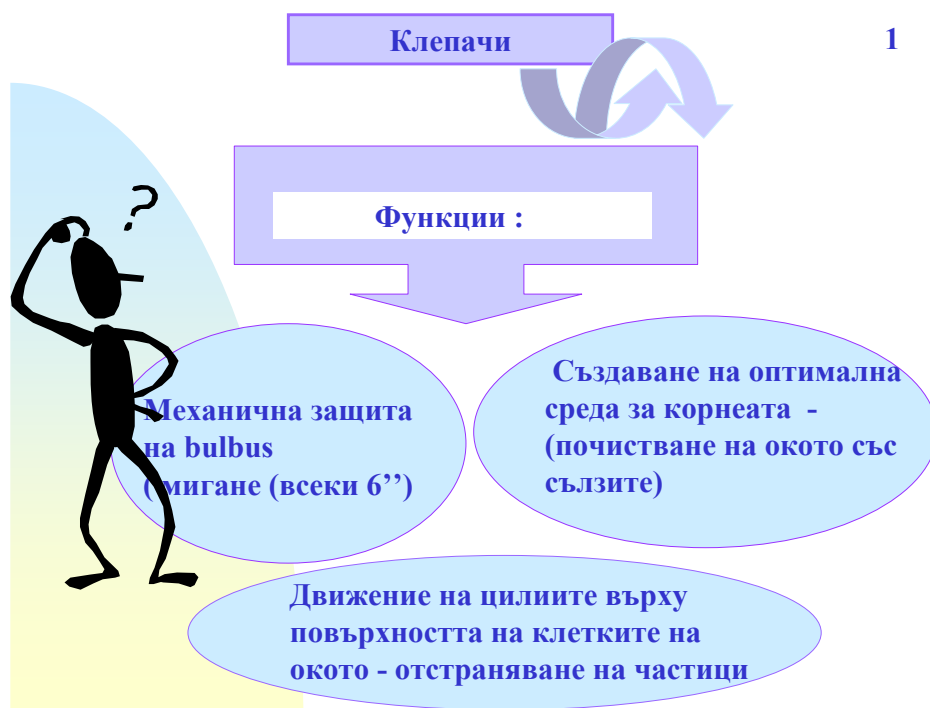 Клепачи
1
Функции :
Механична защита
на bulbus
( мигане (всеки 6’’)
Създаване на оптимална
среда за корнеата -
(почистване на окото със
сълзите)
Движение на цилиите върху
повърхността на клетките на
окото - отстраняване на частици